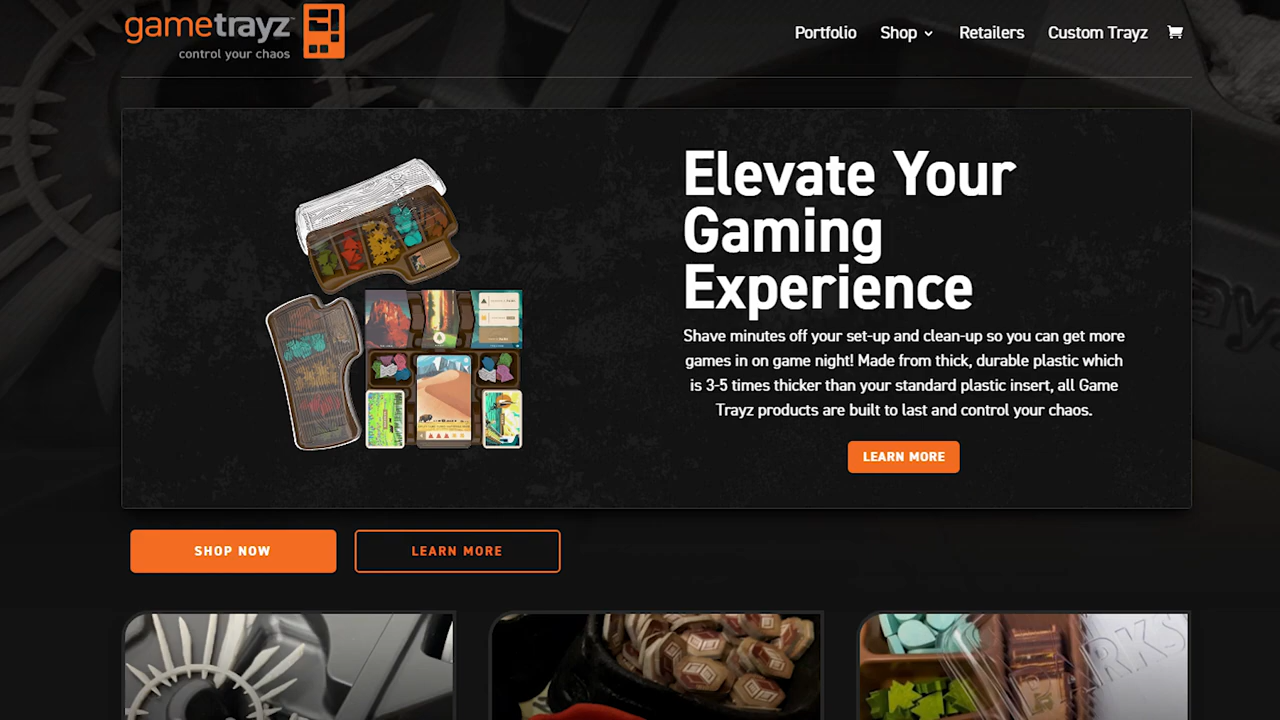 gametrayz
control your chaos
Portfolio Shop Retailers Custom Trayz
Elevate Your
Gaming
Experience
Shave minutes off your set-up and clean-up so you can get more
games in on game night! Made from thick, durable plastic which
is 3-5 times thicker than your standard plastic insert, all Game
Trayz products are built to last and control your chaos.
LEARN MORE
SHOP NOW LEARN MORE